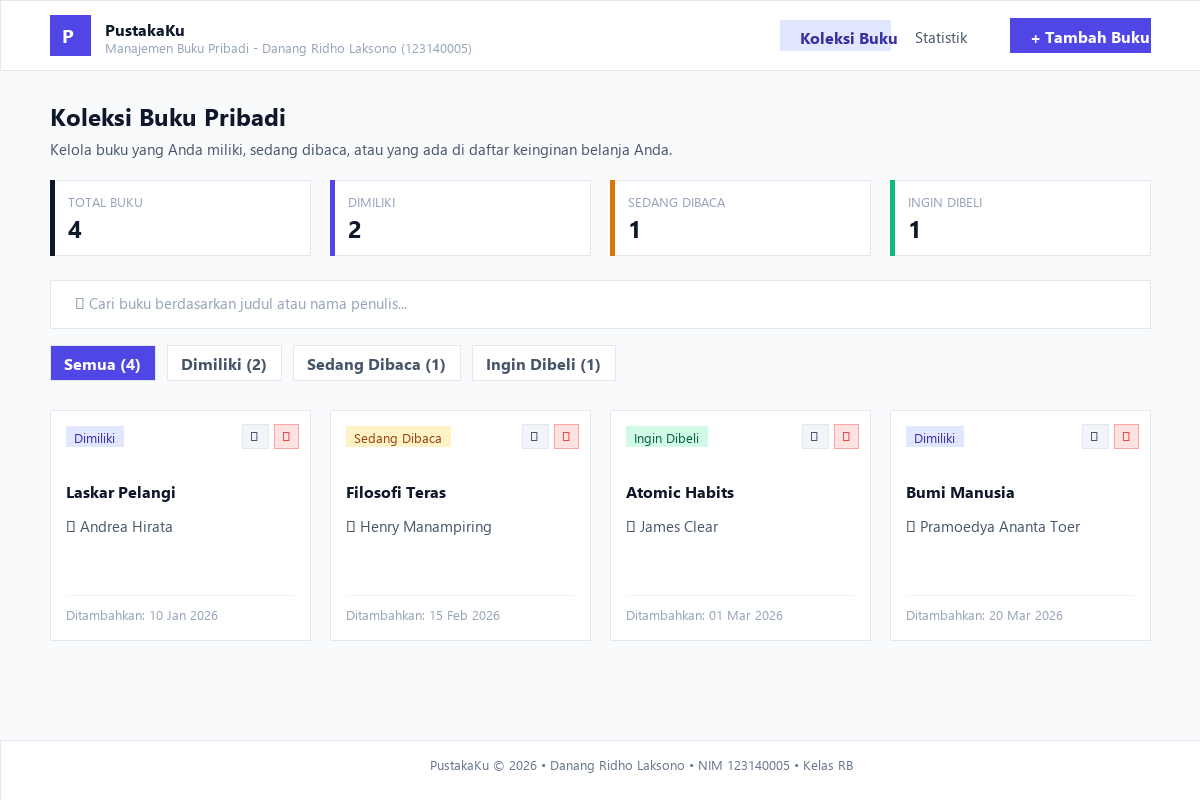 P
PustakaKu
Manajemen Buku Pribadi - Danang Ridho Laksono (123140005)
Koleksi Buku
Statistik
+ Tambah Buku
Koleksi Buku Pribadi
Kelola buku yang Anda miliki, sedang dibaca, atau yang ada di daftar keinginan belanja Anda.
TOTAL BUKU
4
DIMILIKI
2
SEDANG DIBACA
1
INGIN DIBELI
1
Cari buku berdasarkan judul atau nama penulis...
Semua (4)
Dimiliki (2)
Sedang Dibaca (1)
Ingin Dibeli (1)
Dimiliki
Laskar Pelangi
Andrea Hirata
Ditambahkan: 10 Jan 2026
Sedang Dibaca
Filosofi Teras
Henry Manampiring
Ditambahkan: 15 Feb 2026
Ingin Dibeli
Atomic Habits
James Clear
Ditambahkan: 01 Mar 2026
Dimiliki
Bumi Manusia
Pramoedya Ananta Toer
Ditambahkan: 20 Mar 2026
PustakaKu © 2026 • Danang Ridho Laksono • NIM 123140005 • Kelas RB